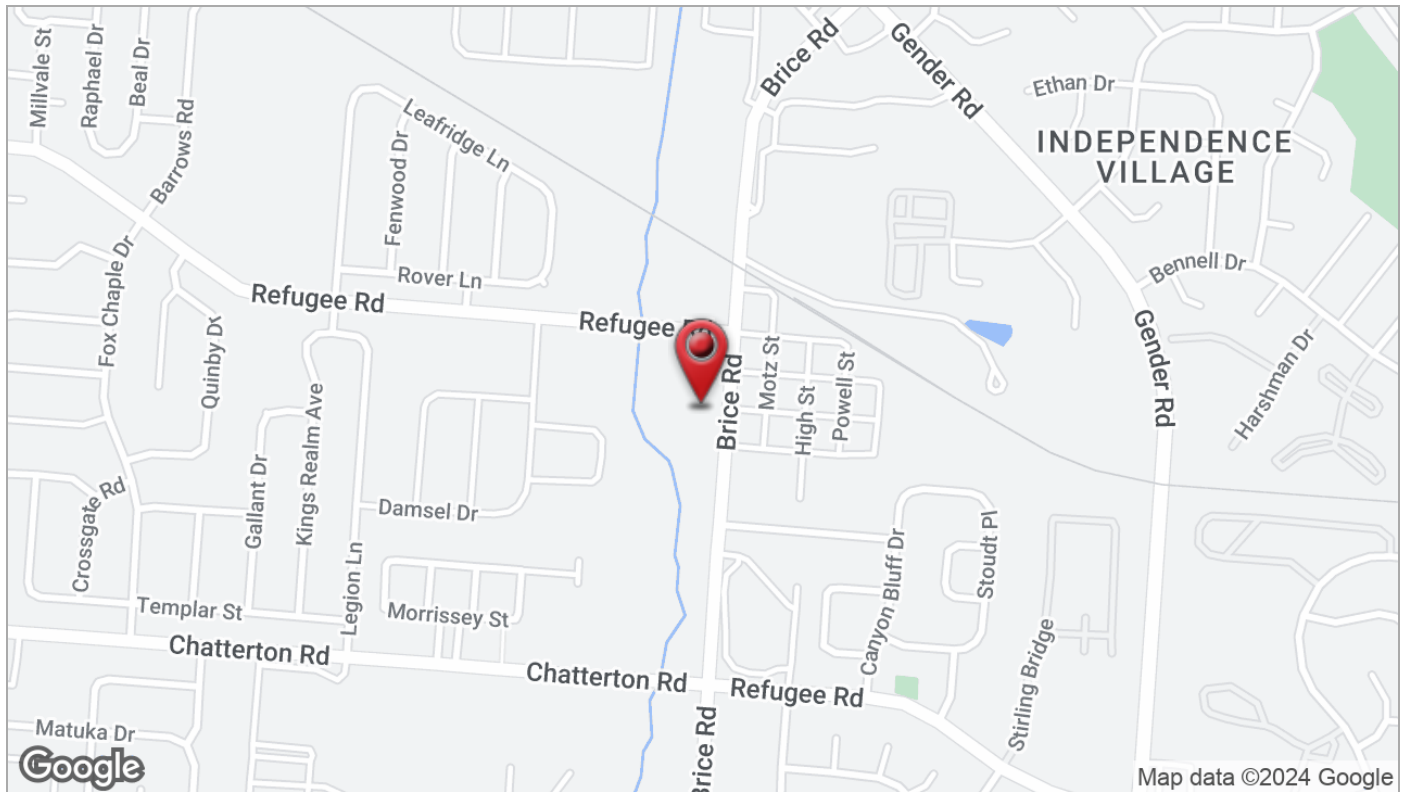 Millvale St
Raphael Dr
Beal Dr
Barrows Rd
Leafridge Ln
Fenwood Dr
Rover Ln
Brice Rd
Gender Rd
Ethan Dr
INDEPENDENCE
VILLAGE
Bennell Dr
Fox Chaple Dr
Quinby Dr
Refugee Rd
Refugee
Brice Rd
Motz St
High St
Powell St
Gender Rd
Harshman Dr
Crossgate Rd
Gallant Dr
Kings Realm Ave
Damsel Dr
Legion Ln
Templar St
Morrissey St
Canyon Bluff Dr
Stoudt Pl
Stirling Bridge
Chatterton Rd
Chatterton Rd
Refugee Rd
Matuka Dr
Brice Rd
Google
Map data ©2024 Google